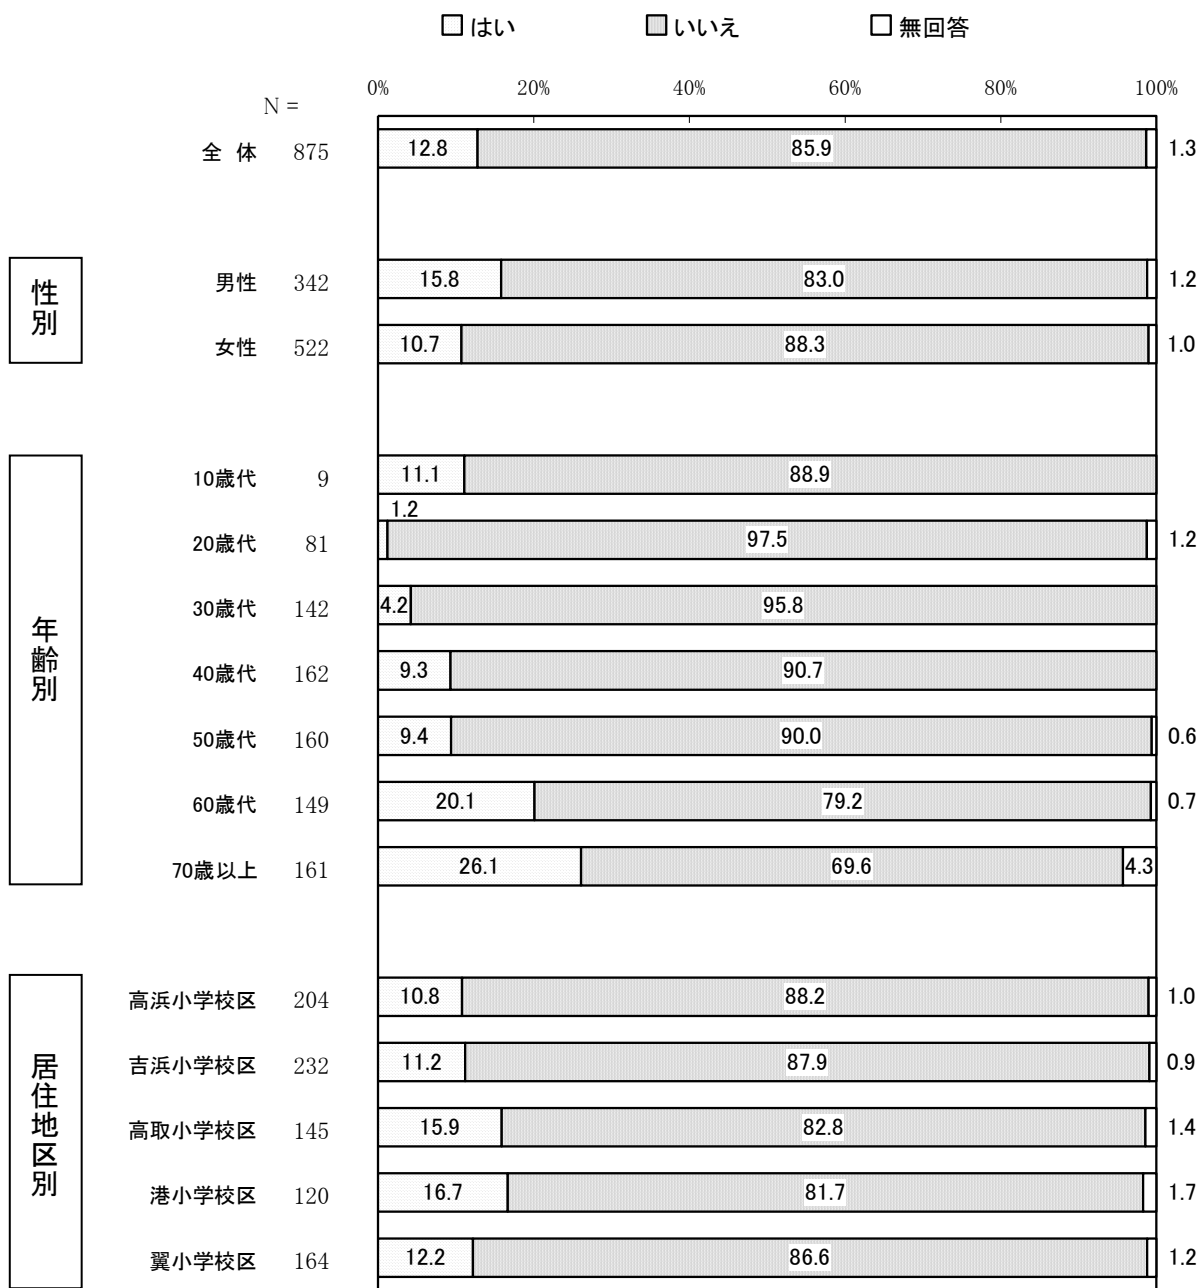 はい いいえ 無回答
0% 20% 40% 60% 80% 100%
N =
全 体 875 12.8 85.9 1.3
性別
男性 342 15.8 83.0 1.2
女性 522 10.7 88.3 1.0
年齢別
10歳代 9 11.1 88.9
20歳代 81 1.2 97.5 1.2
30歳代 142 4.2 95.8
40歳代 162 9.3 90.7
50歳代 160 9.4 90.0 0.6
60歳代 149 20.1 79.2 0.7
70歳以上 161 26.1 69.6 4.3
居住地区別
高浜小学校区 204 10.8 88.2 1.0
吉浜小学校区 232 11.2 87.9 0.9
高取小学校区 145 15.9 82.8 1.4
港小学校区 120 16.7 81.7 1.7
翼小学校区 164 12.2 86.6 1.2